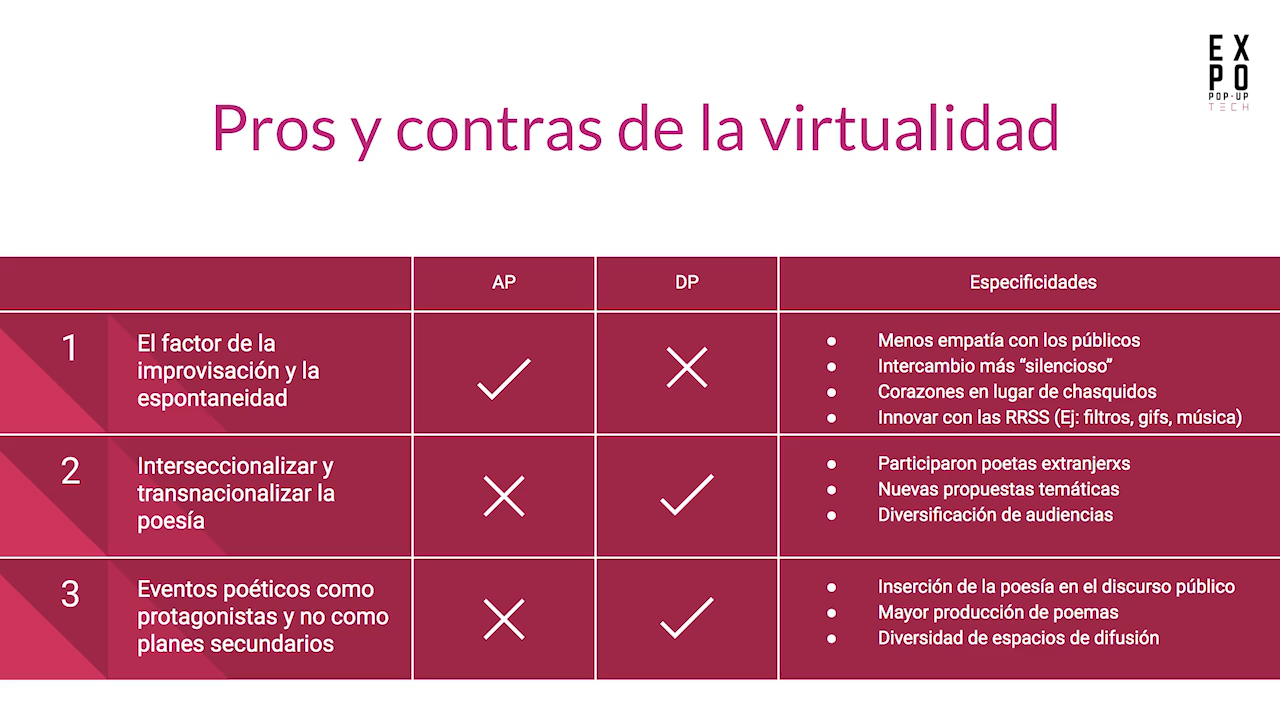 EX
PO
POP-UP
TECH
Pros y contras de la virtualidad
AP
DP
Especificidades
1
El factor de la
improvisación y la
espontaneidad
● Menos empatía con los públicos
● Intercambio más “silencioso”
● Corazones en lugar de chasquidos
● Innovar con las RRSS (Ej: filtros, gifs, música)
2
Interseccionalizar y
transnacionalizar la
poesía
● Participaron poetas extranjerxs
● Nuevas propuestas temáticas
● Diversificación de audiencias
3
Eventos poéticos como
protagonistas y no como
planes secundarios
● Inserción de la poesía en el discurso público
● Mayor producción de poemas
● Diversidad de espacios de difusión